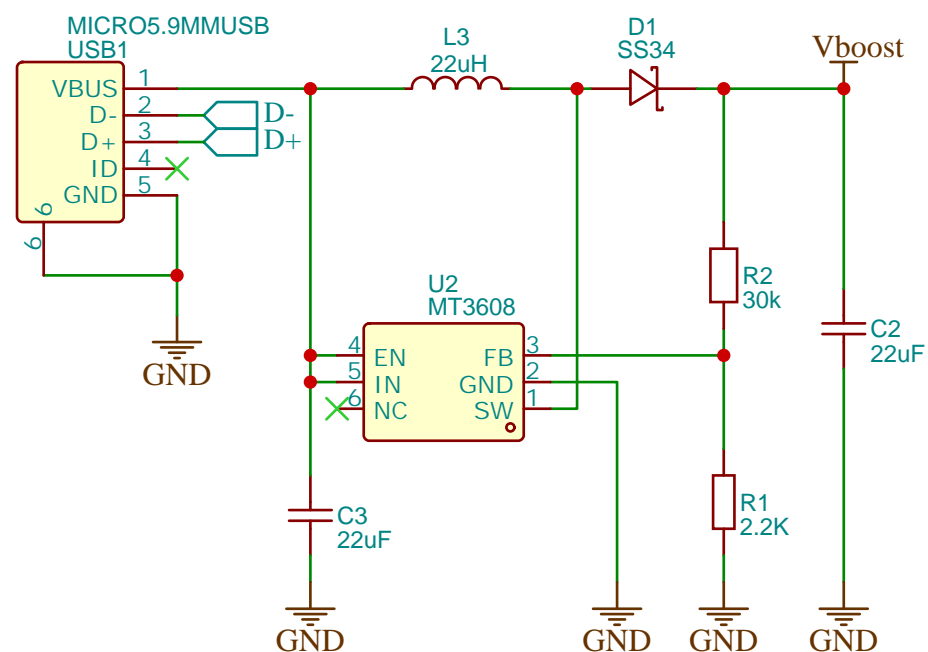 MICRO5.9MMUSB
USB1
VBUS 1
D- 2
D+ 3
ID 4
GND 5
6
6
D-
D+
GND
L3
22uH
D1
SS34
Vboost
R2
30k
C2
22uF
U2
MT3608
4 EN FB 3
5 IN GND 2
6 NC SW 1
C3
22uF
R1
2.2K
GND
GND
GND
GND